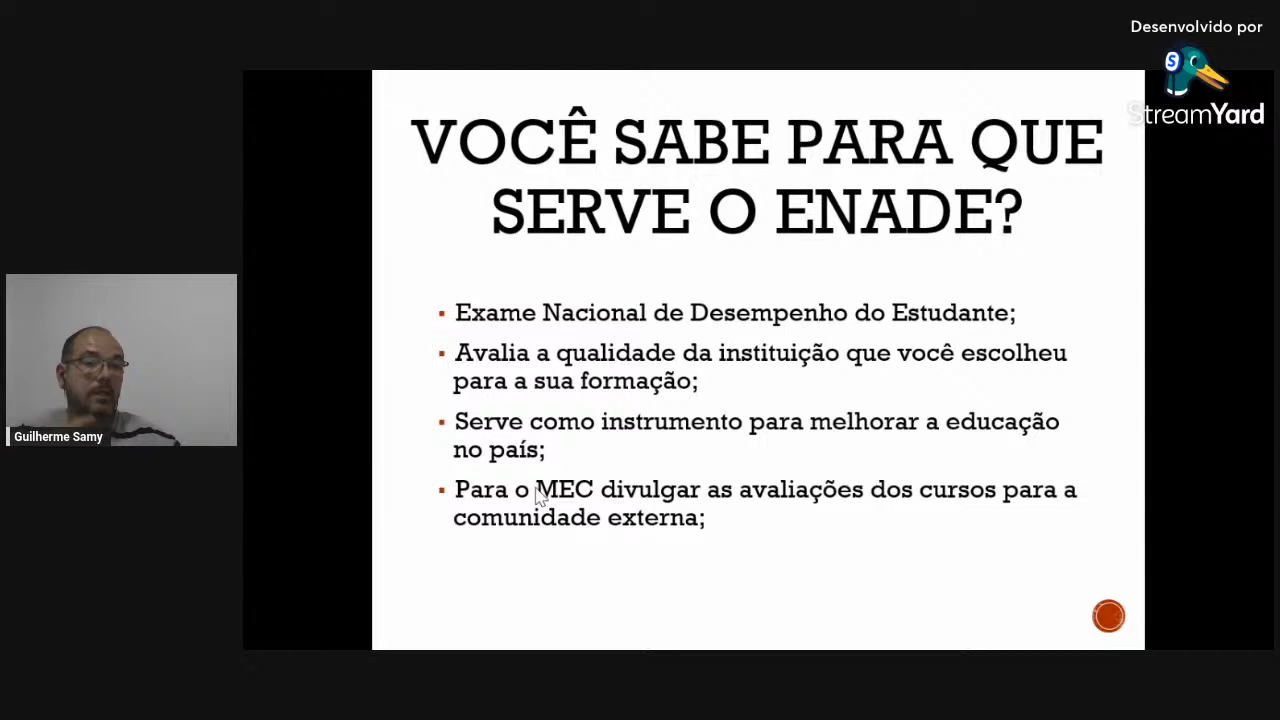 Desenvolvido por
S
StreamYard
VOCÊ SABE PARA QUE
SERVE O ENADE?
▪ Exame Nacional de Desempenho do Estudante;
▪ Avalia a qualidade da instituição que você escolheu
para a sua formação;
▪ Serve como instrumento para melhorar a educação
no país;
▪ Para o MEC divulgar as avaliações dos cursos para a
comunidade externa;
Guilherme Samy